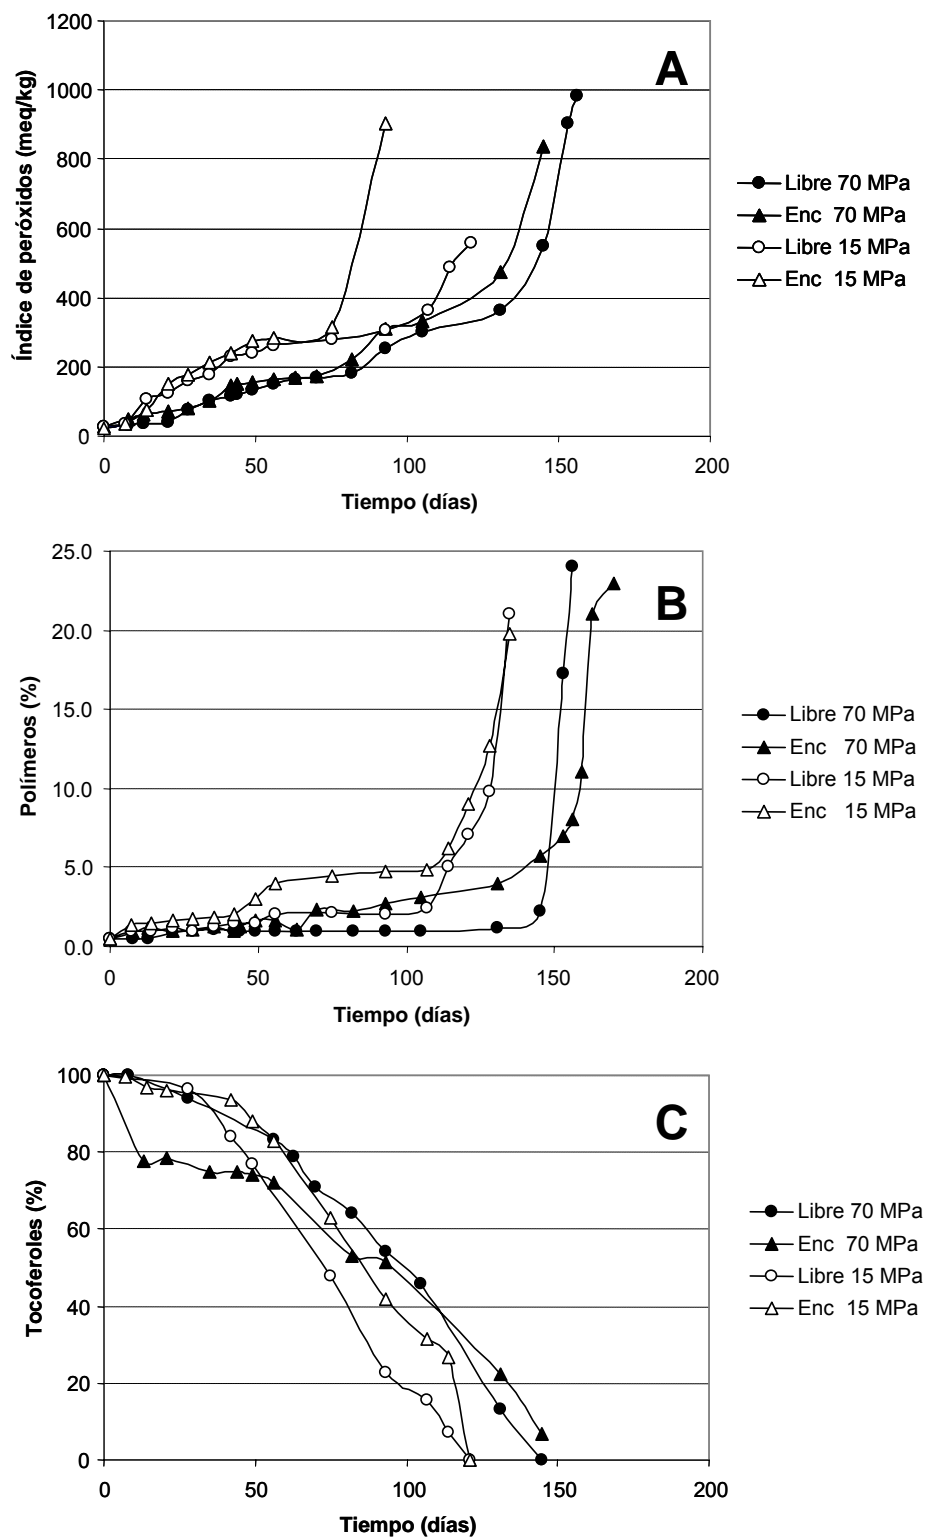 1200
1000
800
600
400
200
0
0 50 100 150 200
Índice de peróxidos (meq/kg)
Tiempo (días)
A
Libre 70 MPa
Enc 70 MPa
Libre 15 MPa
Enc 15 MPa
25.0
20.0
15.0
10.0
5.0
0.0
0 50 100 150 200
Polímeros (%)
Tiempo (días)
B
Libre 70 MPa
Enc 70 MPa
Libre 15 MPa
Enc 15 MPa
100
80
60
40
20
0
0 50 100 150 200
Tocoferoles (%)
Tiempo (días)
C
Libre 70 MPa
Enc 70 MPa
Libre 15 MPa
Enc 15 MPa